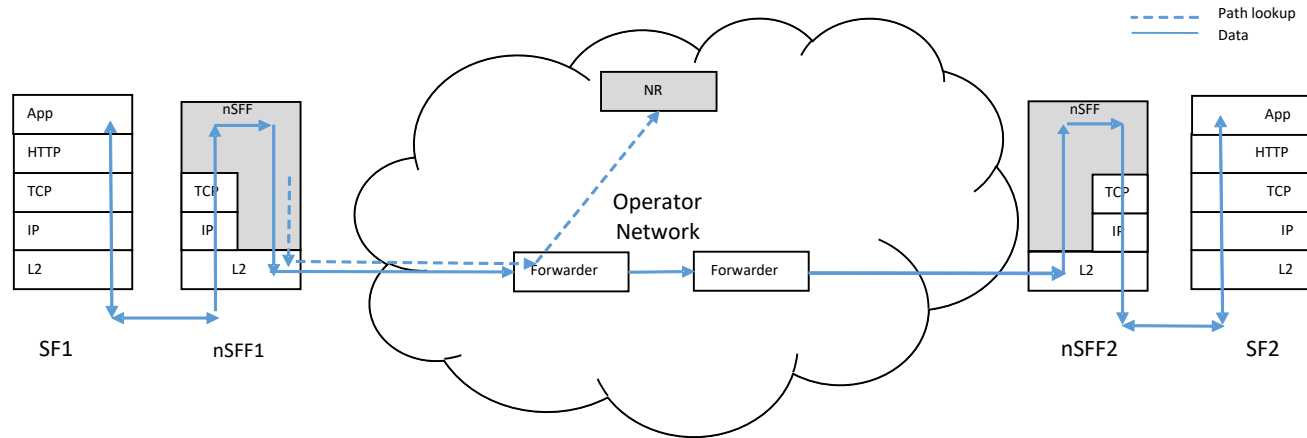 Path lookup
Data
App
HTTP
TCP
IP
L2
SF1
nSFF
TCP
IP
L2
nSFF1
NR
Operator
Network
Forwarder
Forwarder
nSFF
TCP
IP
L2
nSFF2
App
HTTP
TCP
IP
L2
SF2